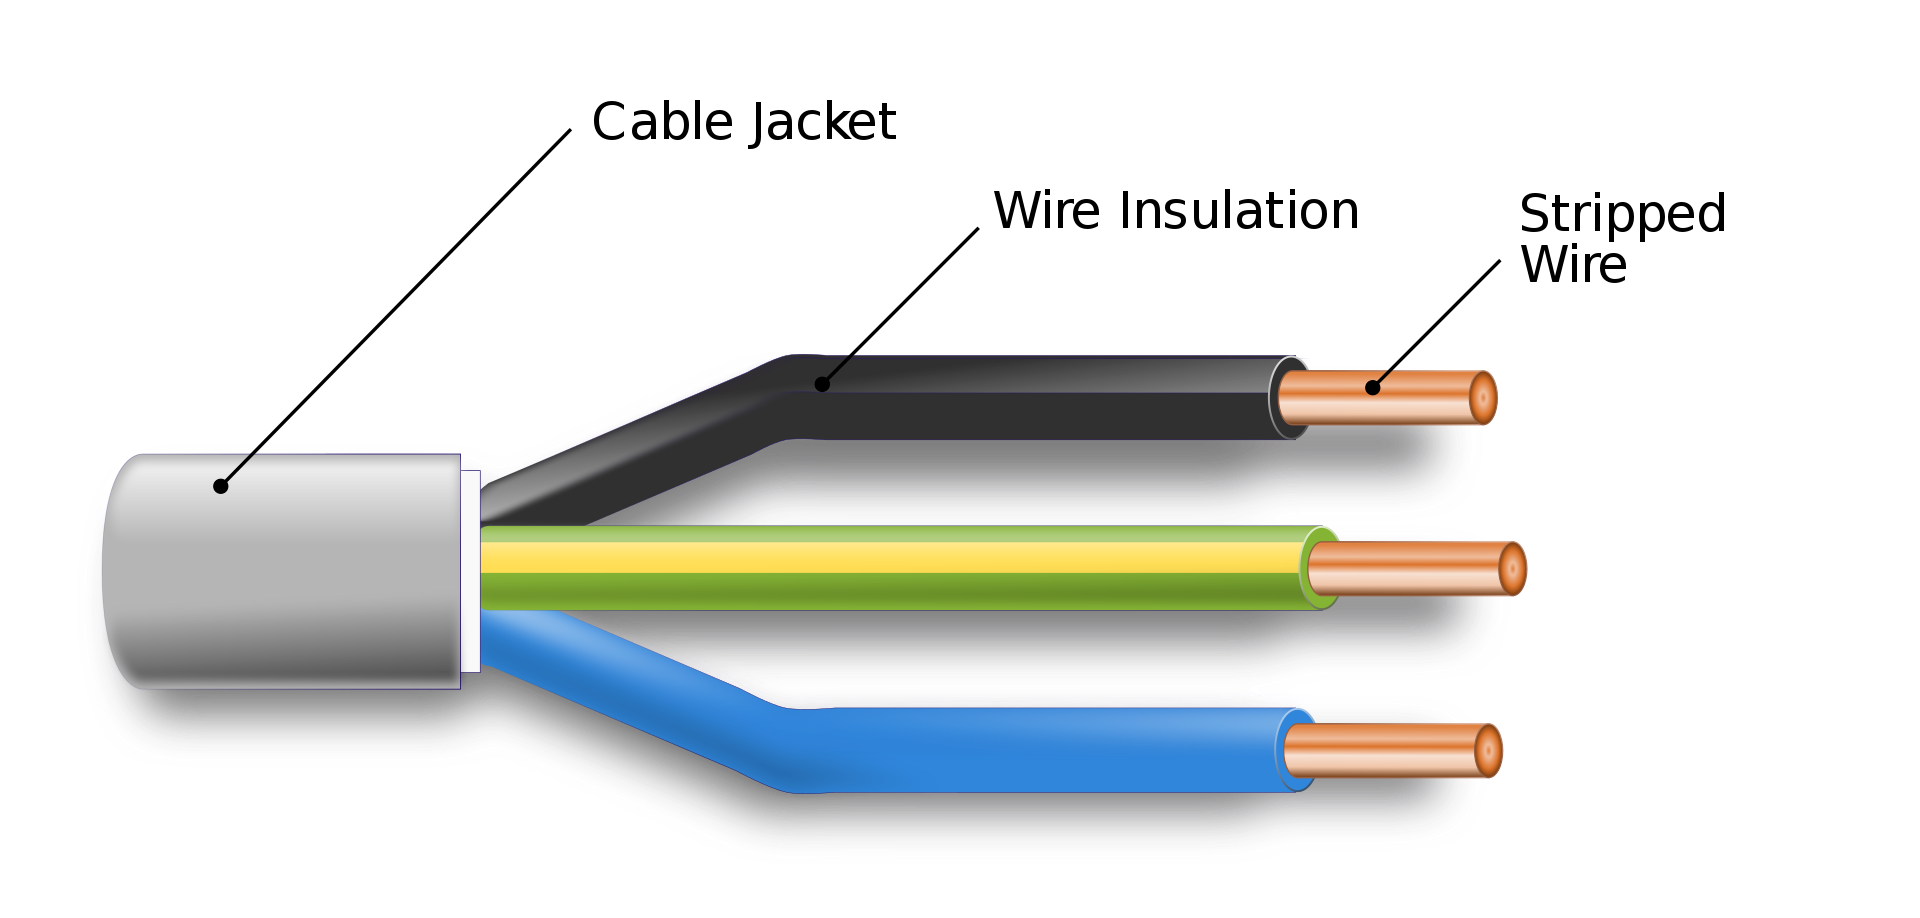 Cable Jacket
Wire Insulation
Stripped
Wire